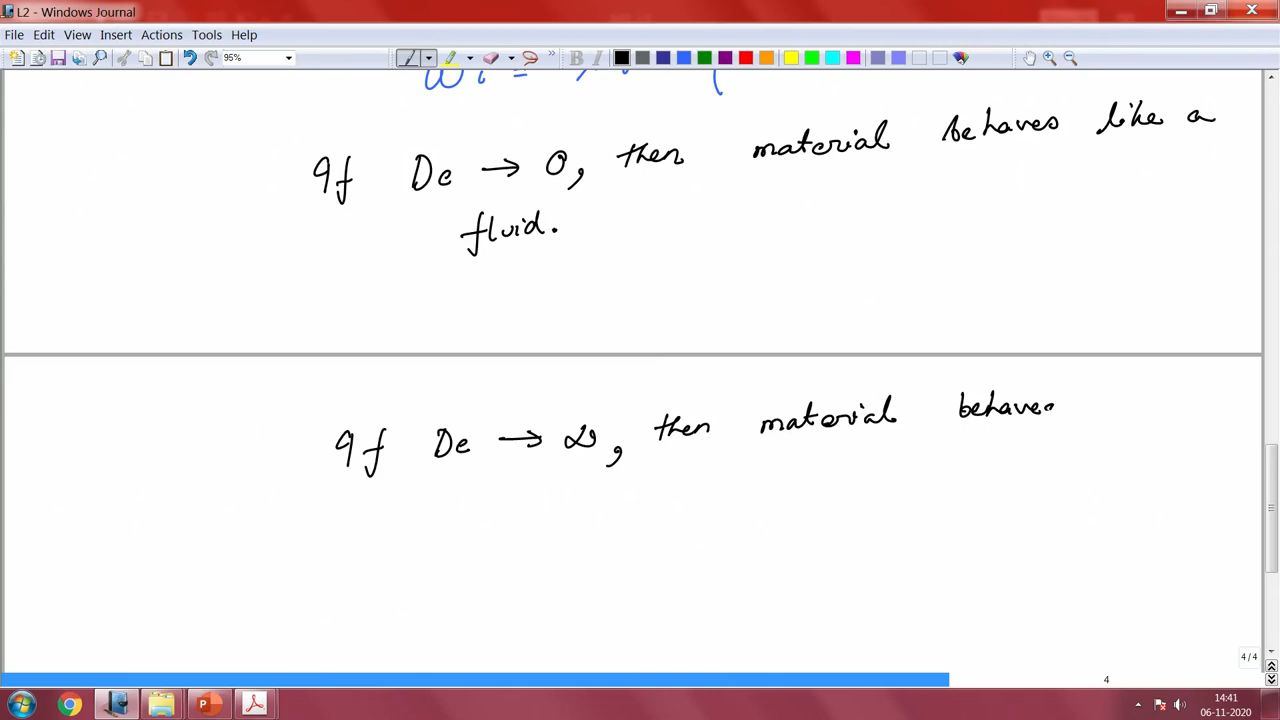 L2 - Windows Journal
File Edit View Insert Actions Tools Help
95%
Wi =
If De → 0, then material behaves like a
fluid.
If De → ∞, then material behaves
4/4
4
14:41
06-11-2020